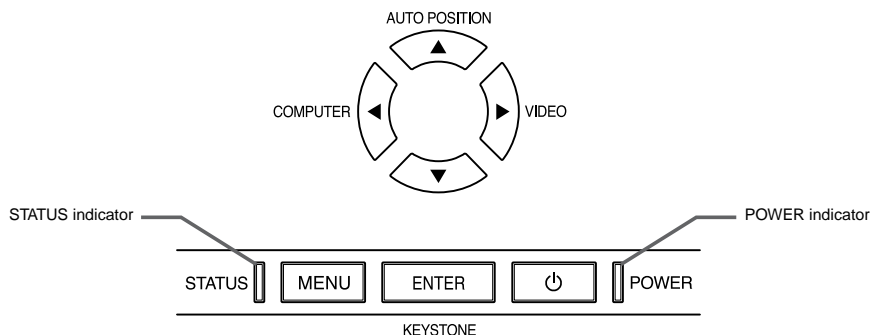 AUTO POSITION
COMPUTER
VIDEO
STATUS indicator
POWER indicator
STATUS
MENU
ENTER
POWER
KEYSTONE